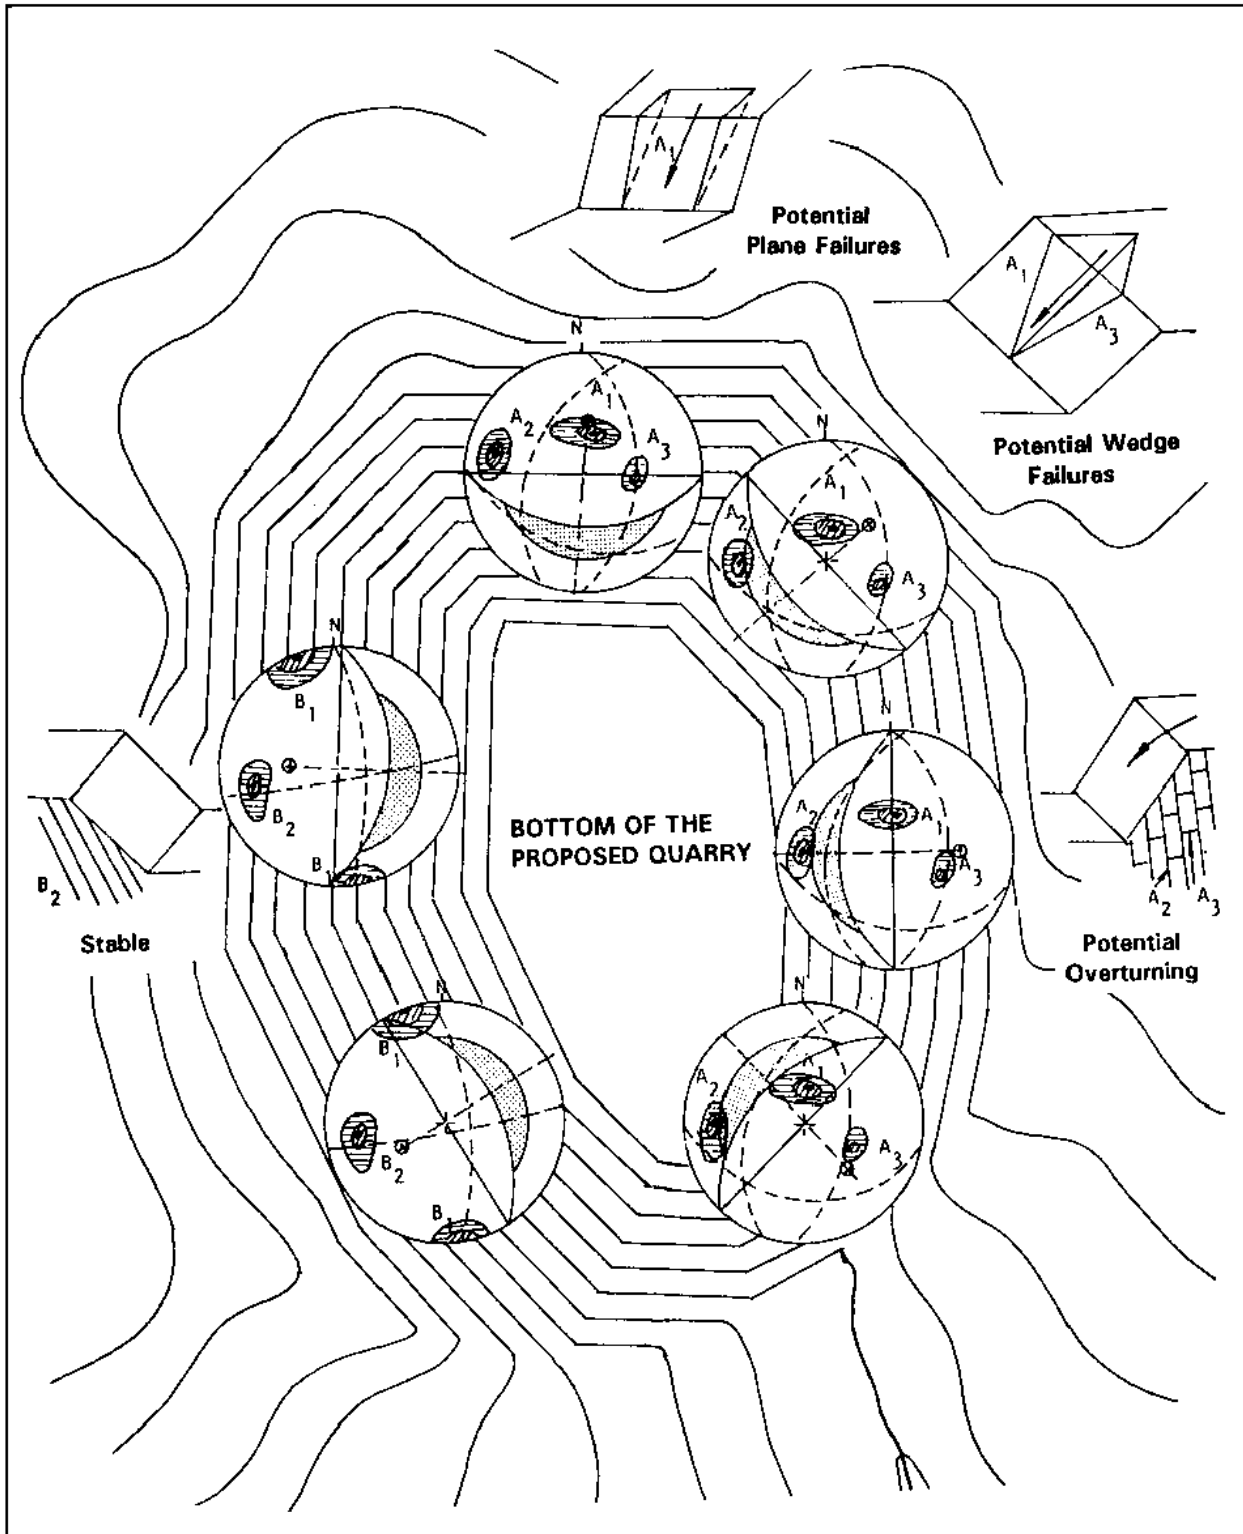 A1
Potential
Plane Failures
A1
A3
Potential Wedge
Failures
N
A1
A2
A3
N
A1
A2
A3
N
B1
B2
B1
B2
Stable
BOTTOM OF THE
PROPOSED QUARRY
N
A2
A1
A3
A2
A3
Potential
Overturning
N
B1
B2
B1
N
A2
A1
A3